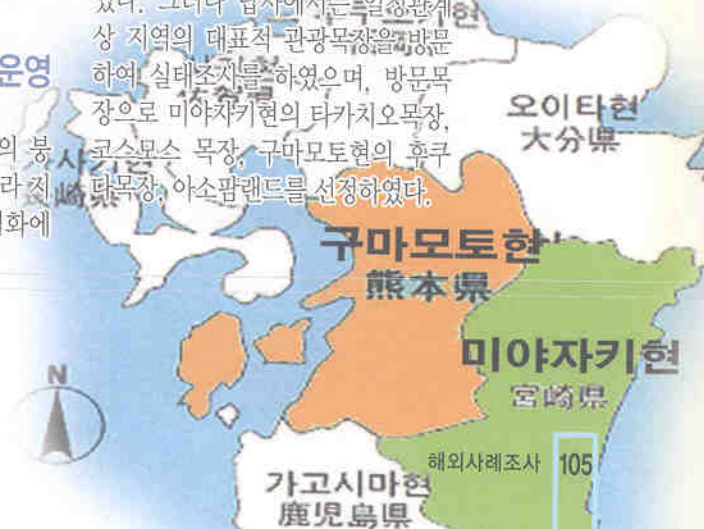 운영
의 붕
라 지
화에
상 지역의 대표적 관광목장을 방문
하여 실태조사를 하였으며, 방문목
장으로 미야자키현의 타카치오목장,
코스모스 목장, 구마모토현의 후쿠
다목장, 아소팜랜드를 선정하였다.
오이타현
大分県
구마모토현
熊本県
미야자키현
宮崎県
N
가고시마현
鹿児島県
해외사례조사 105